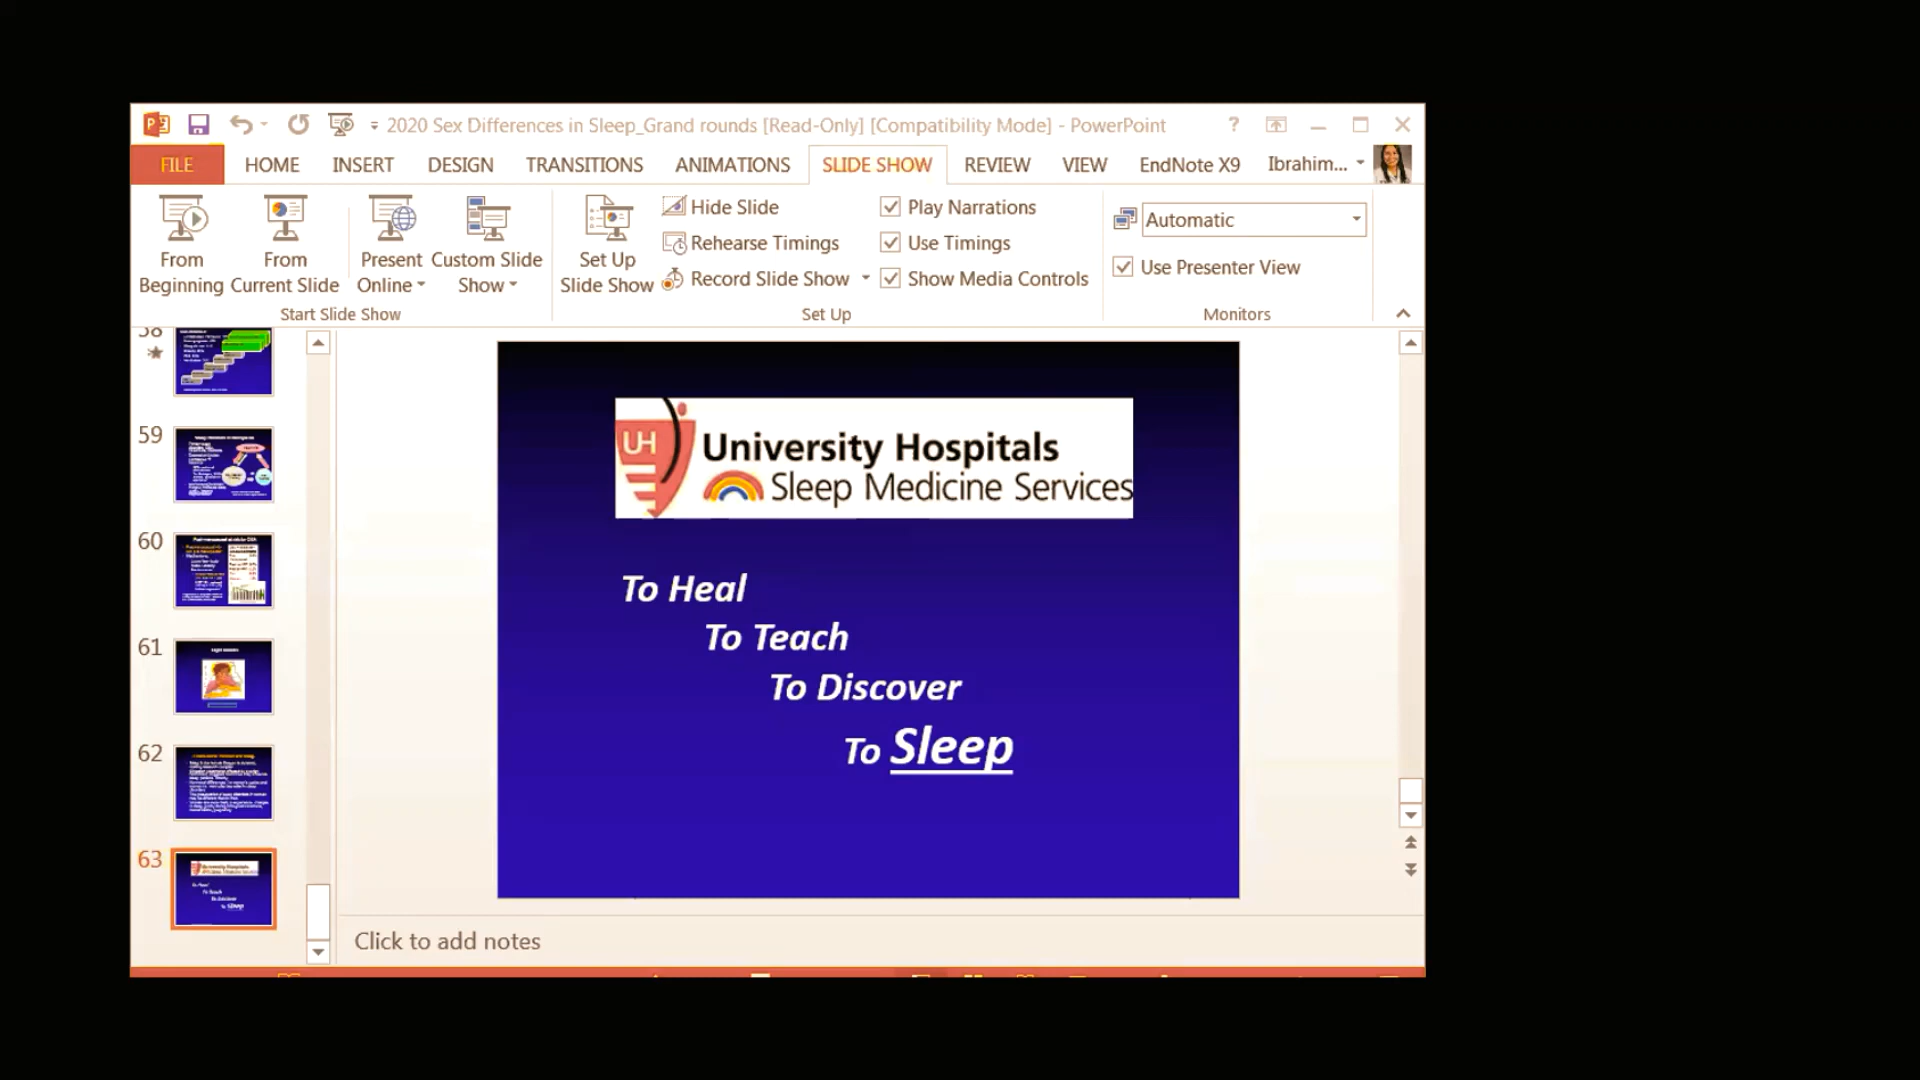 2020 Sex Differences in Sleep_Grand rounds [Read-Only] [Compatibility Mode] - PowerPoint
FILE HOME INSERT DESIGN TRANSITIONS ANIMATIONS SLIDE SHOW REVIEW VIEW EndNote X9 Ibrahim...
From Beginning
From Current Slide
Present Online
Custom Slide Show
Set Up Slide Show
Hide Slide
Rehearse Timings
Record Slide Show
Play Narrations
Use Timings
Show Media Controls
Automatic
Use Presenter View
Start Slide Show
Set Up
Monitors
58
59
60
61
62
63
UH
University Hospitals
Sleep Medicine Services
To Heal
To Teach
To Discover
To Sleep
Click to add notes